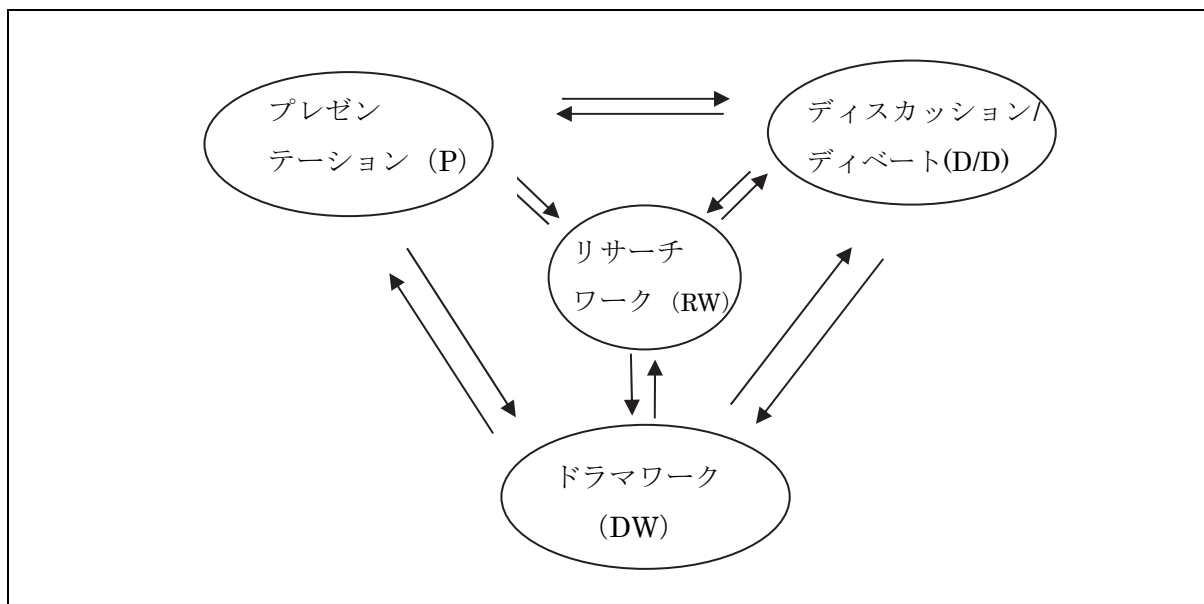 プレゼン
テーション（P）
ディスカッション/
ディベート(D/D)
リサーチ
ワーク（RW）
ドラマワーク
（DW）